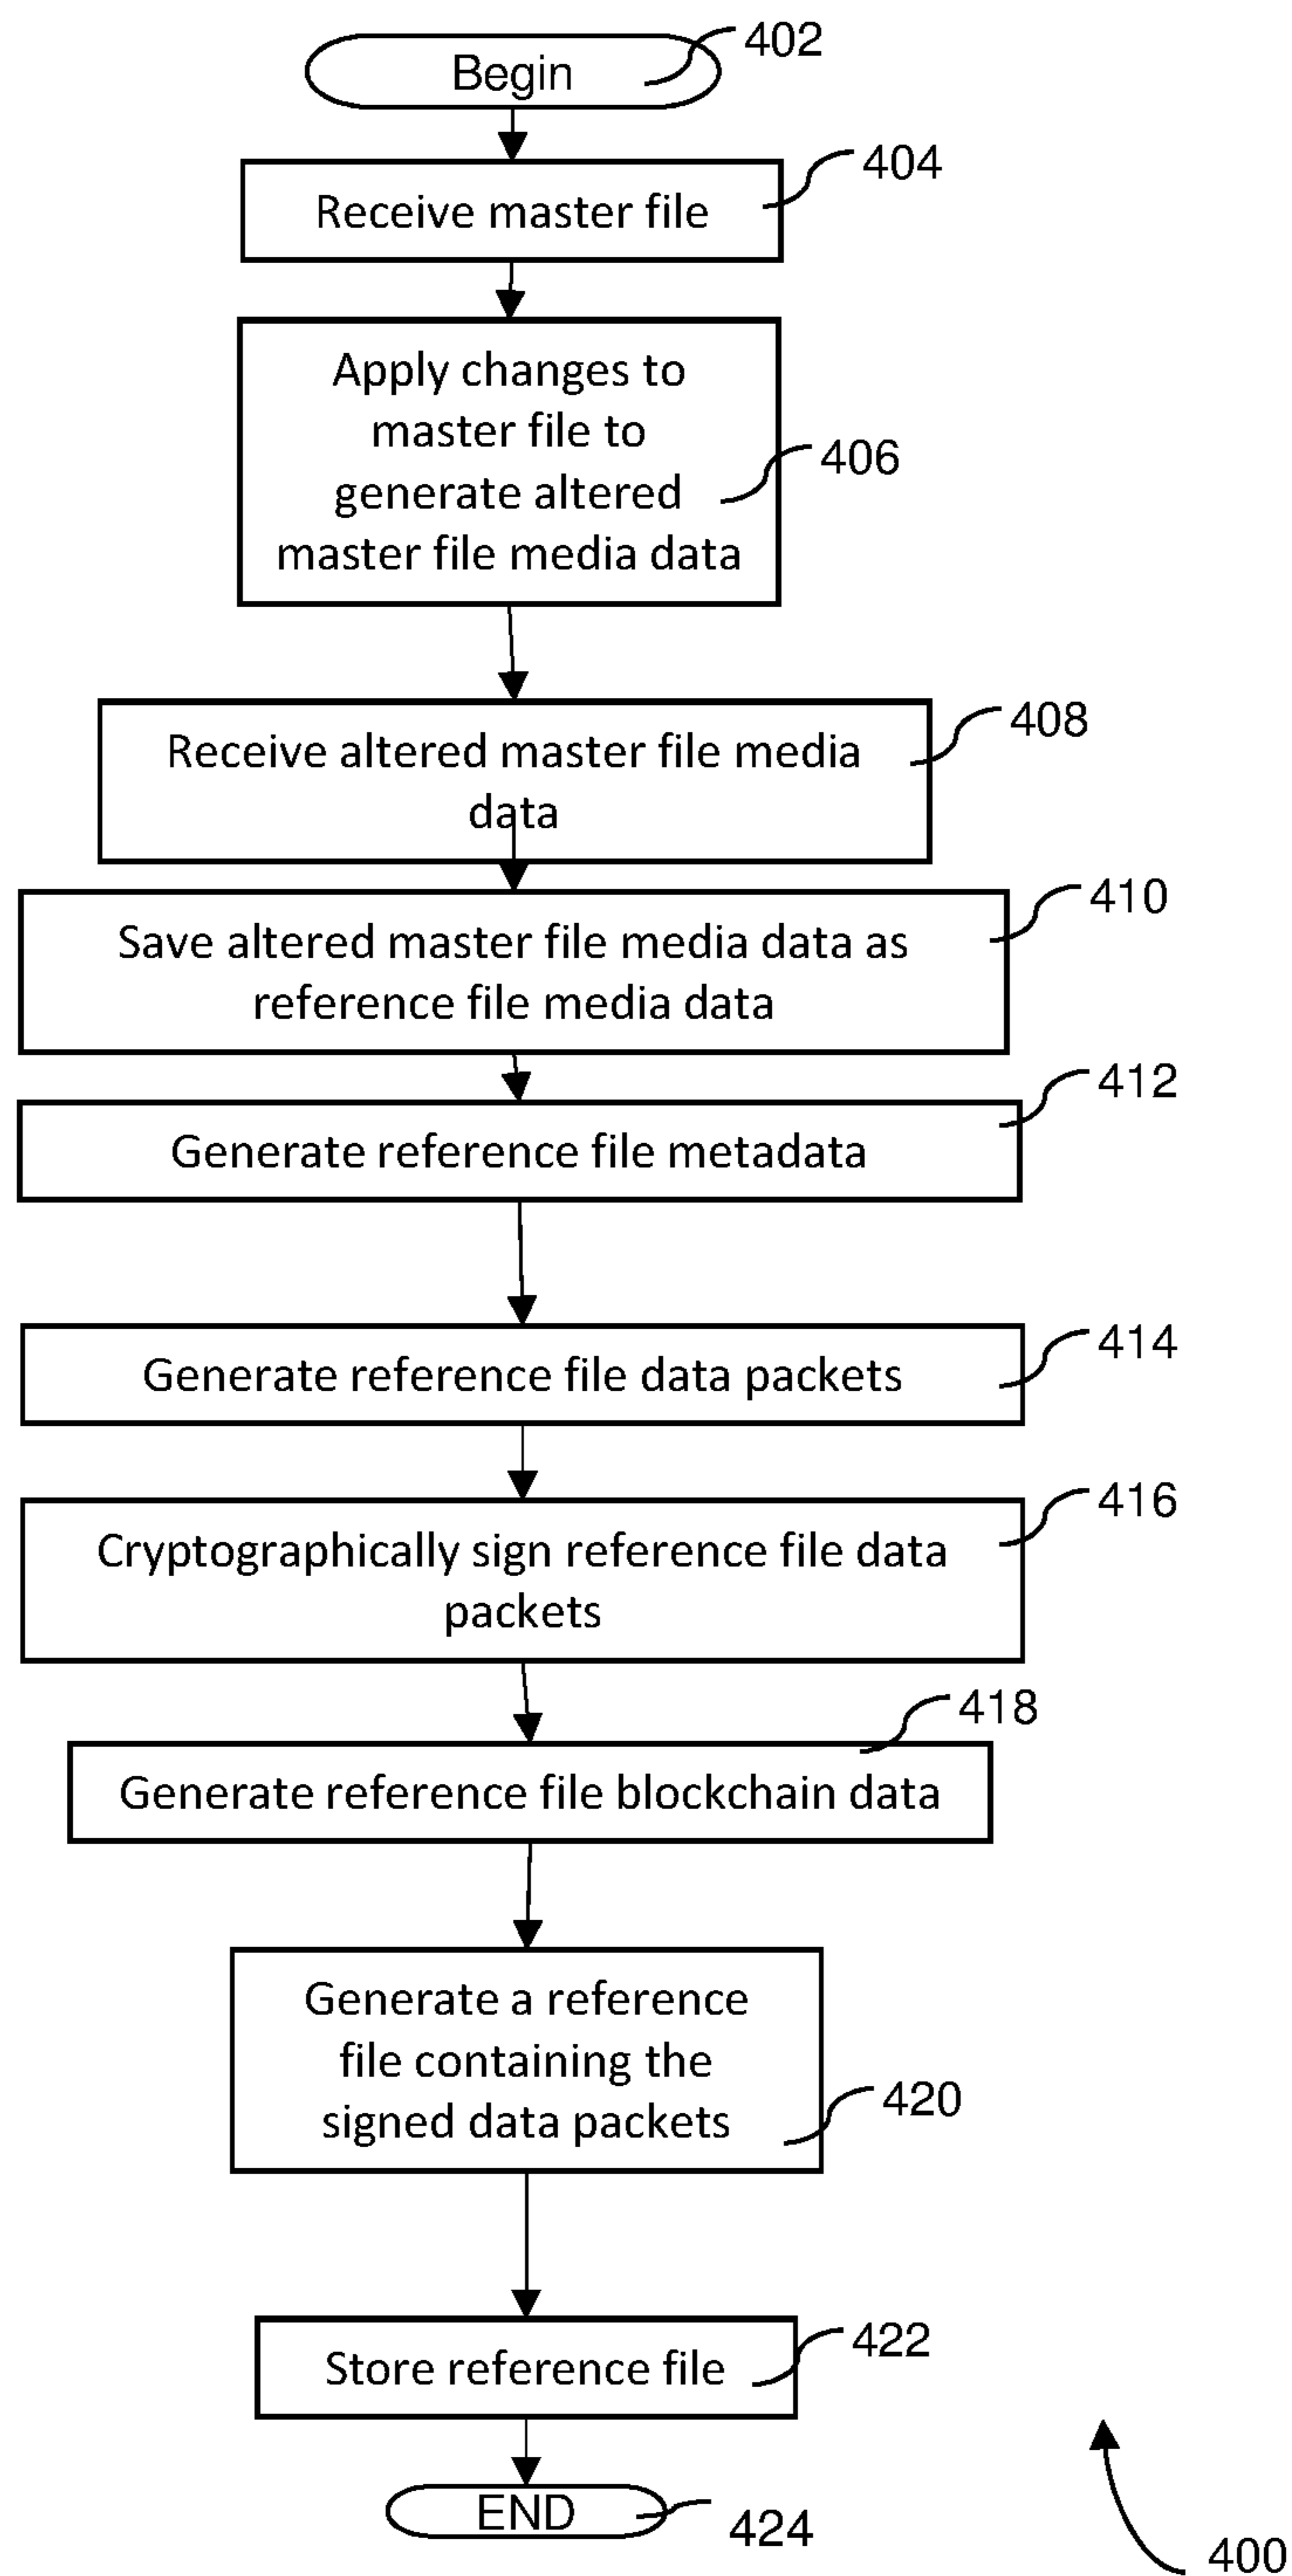 Begin
402
Receive master file
404
Apply changes to
master file to
generate altered
master file media data
406
Receive altered master file media
data
408
Save altered master file media data as
reference file media data
410
Generate reference file metadata
412
Generate reference file data packets
414
Cryptographically sign reference file data
packets
416
Generate reference file blockchain data
418
Generate a reference
file containing the
signed data packets
420
Store reference file
422
END
424
400